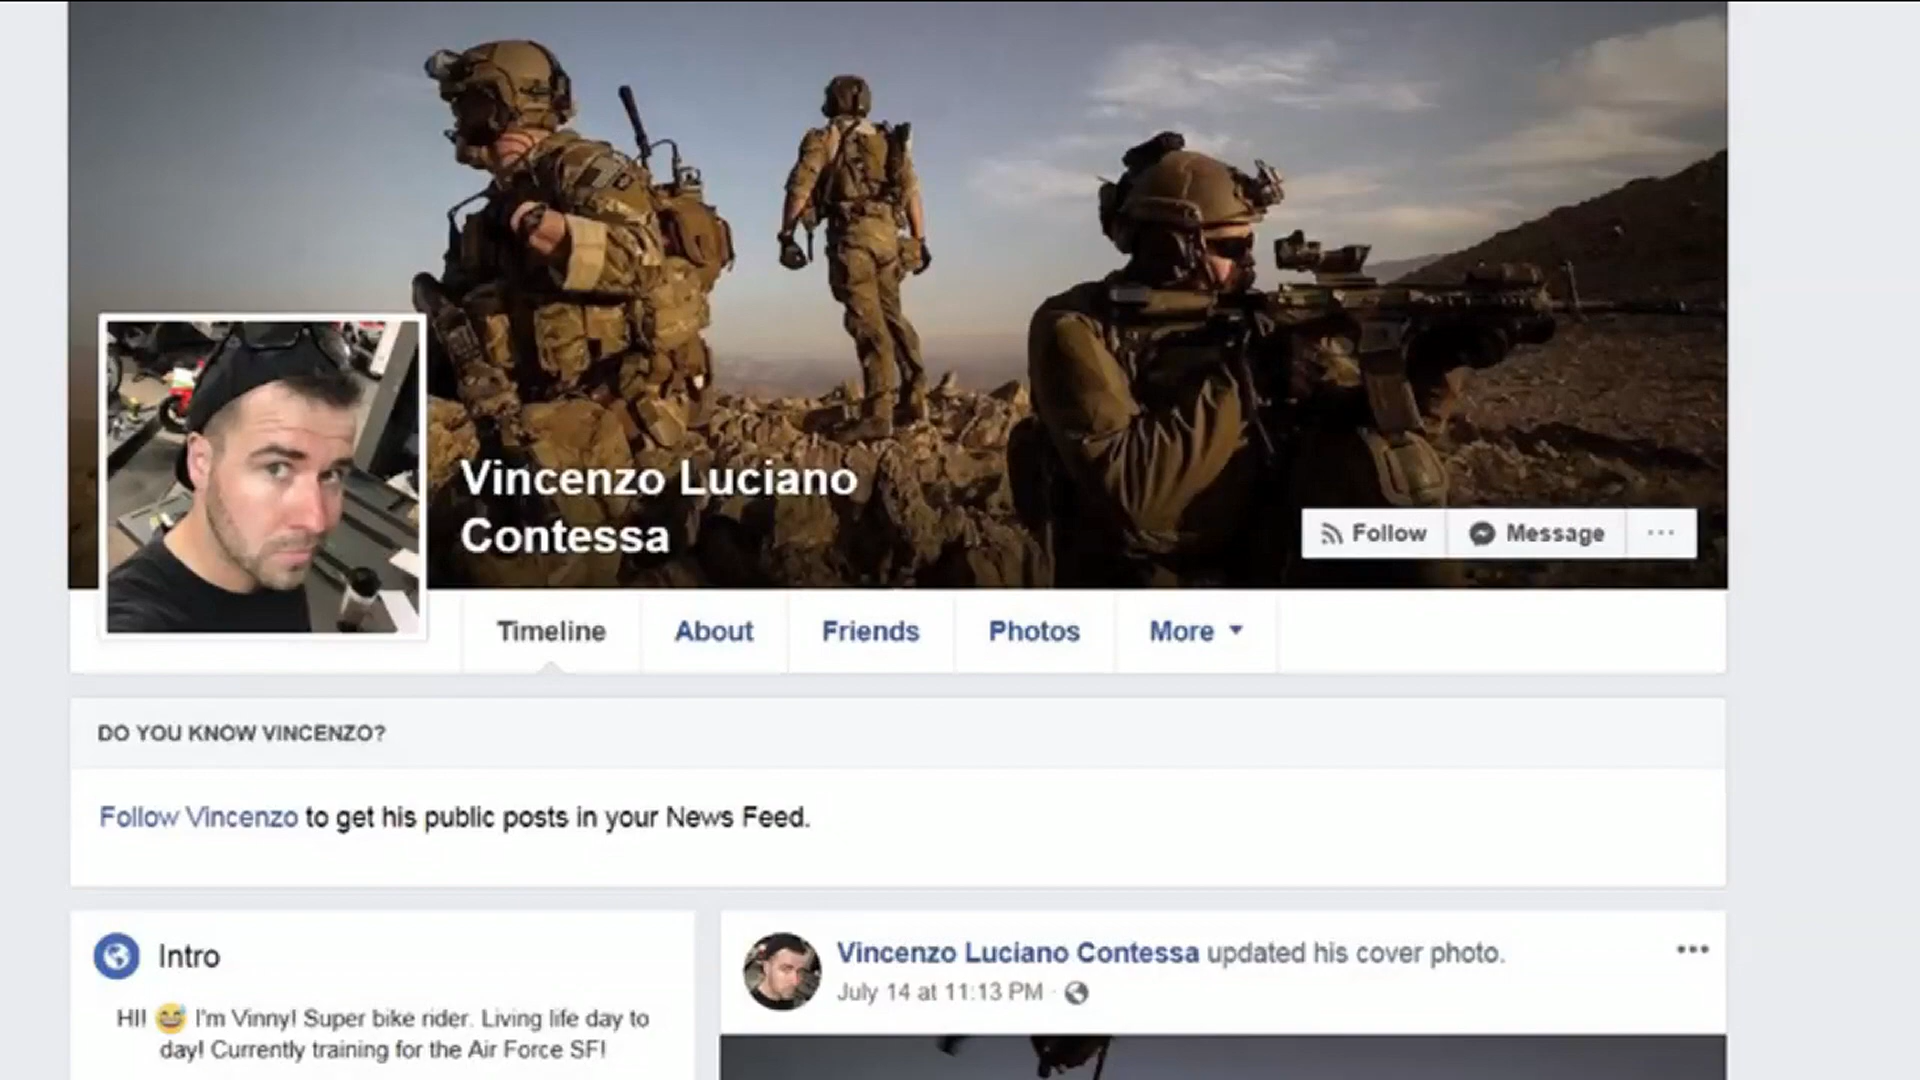 Vincenzo Luciano
Contessa
Follow
Message
Timeline
About
Friends
Photos
More
DO YOU KNOW VINCENZO?
Follow Vincenzo to get his public posts in your News Feed.
Intro
HI! 😅 I'm Vinny! Super bike rider. Living life day to
day! Currently training for the Air Force SF!
Vincenzo Luciano Contessa updated his cover photo.
July 14 at 11:13 PM ·